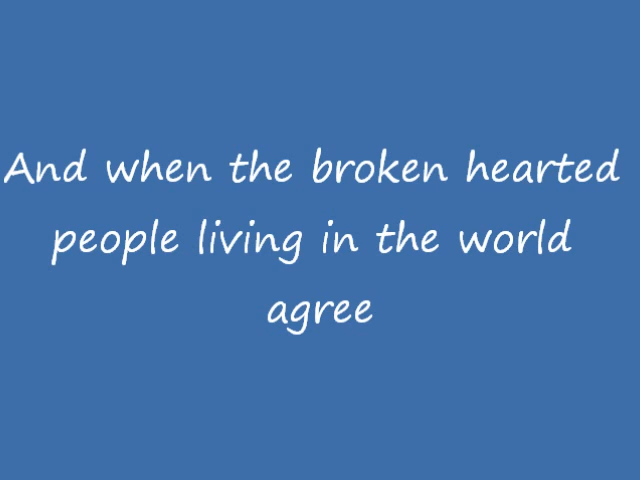 And when the broken hearted
people living in the world
agree